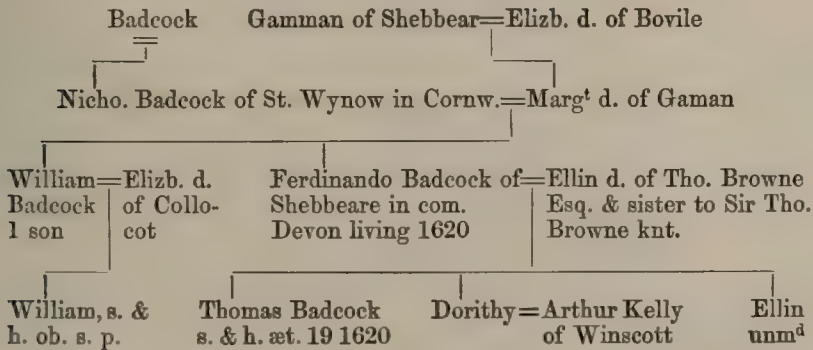 Badcock Gamman of Shebbear=Elizb. d. of Bovile
Nicho. Badcock of St. Wynow in Cornw.=Margt d. of Gaman
William=Elizb. d. Ferdinando Badcock of=Ellin d. of Tho. Browne
Badcock of Collo- Shebbeare in com. Esq. & sister to Sir Tho.
1 son cot Devon living 1620 Browne knt.
William, s. & Thomas Badcock Dorithy=Arthur Kelly Ellin
h. ob. s. p. s. & h. æt. 19 1620 of Winscott unmd